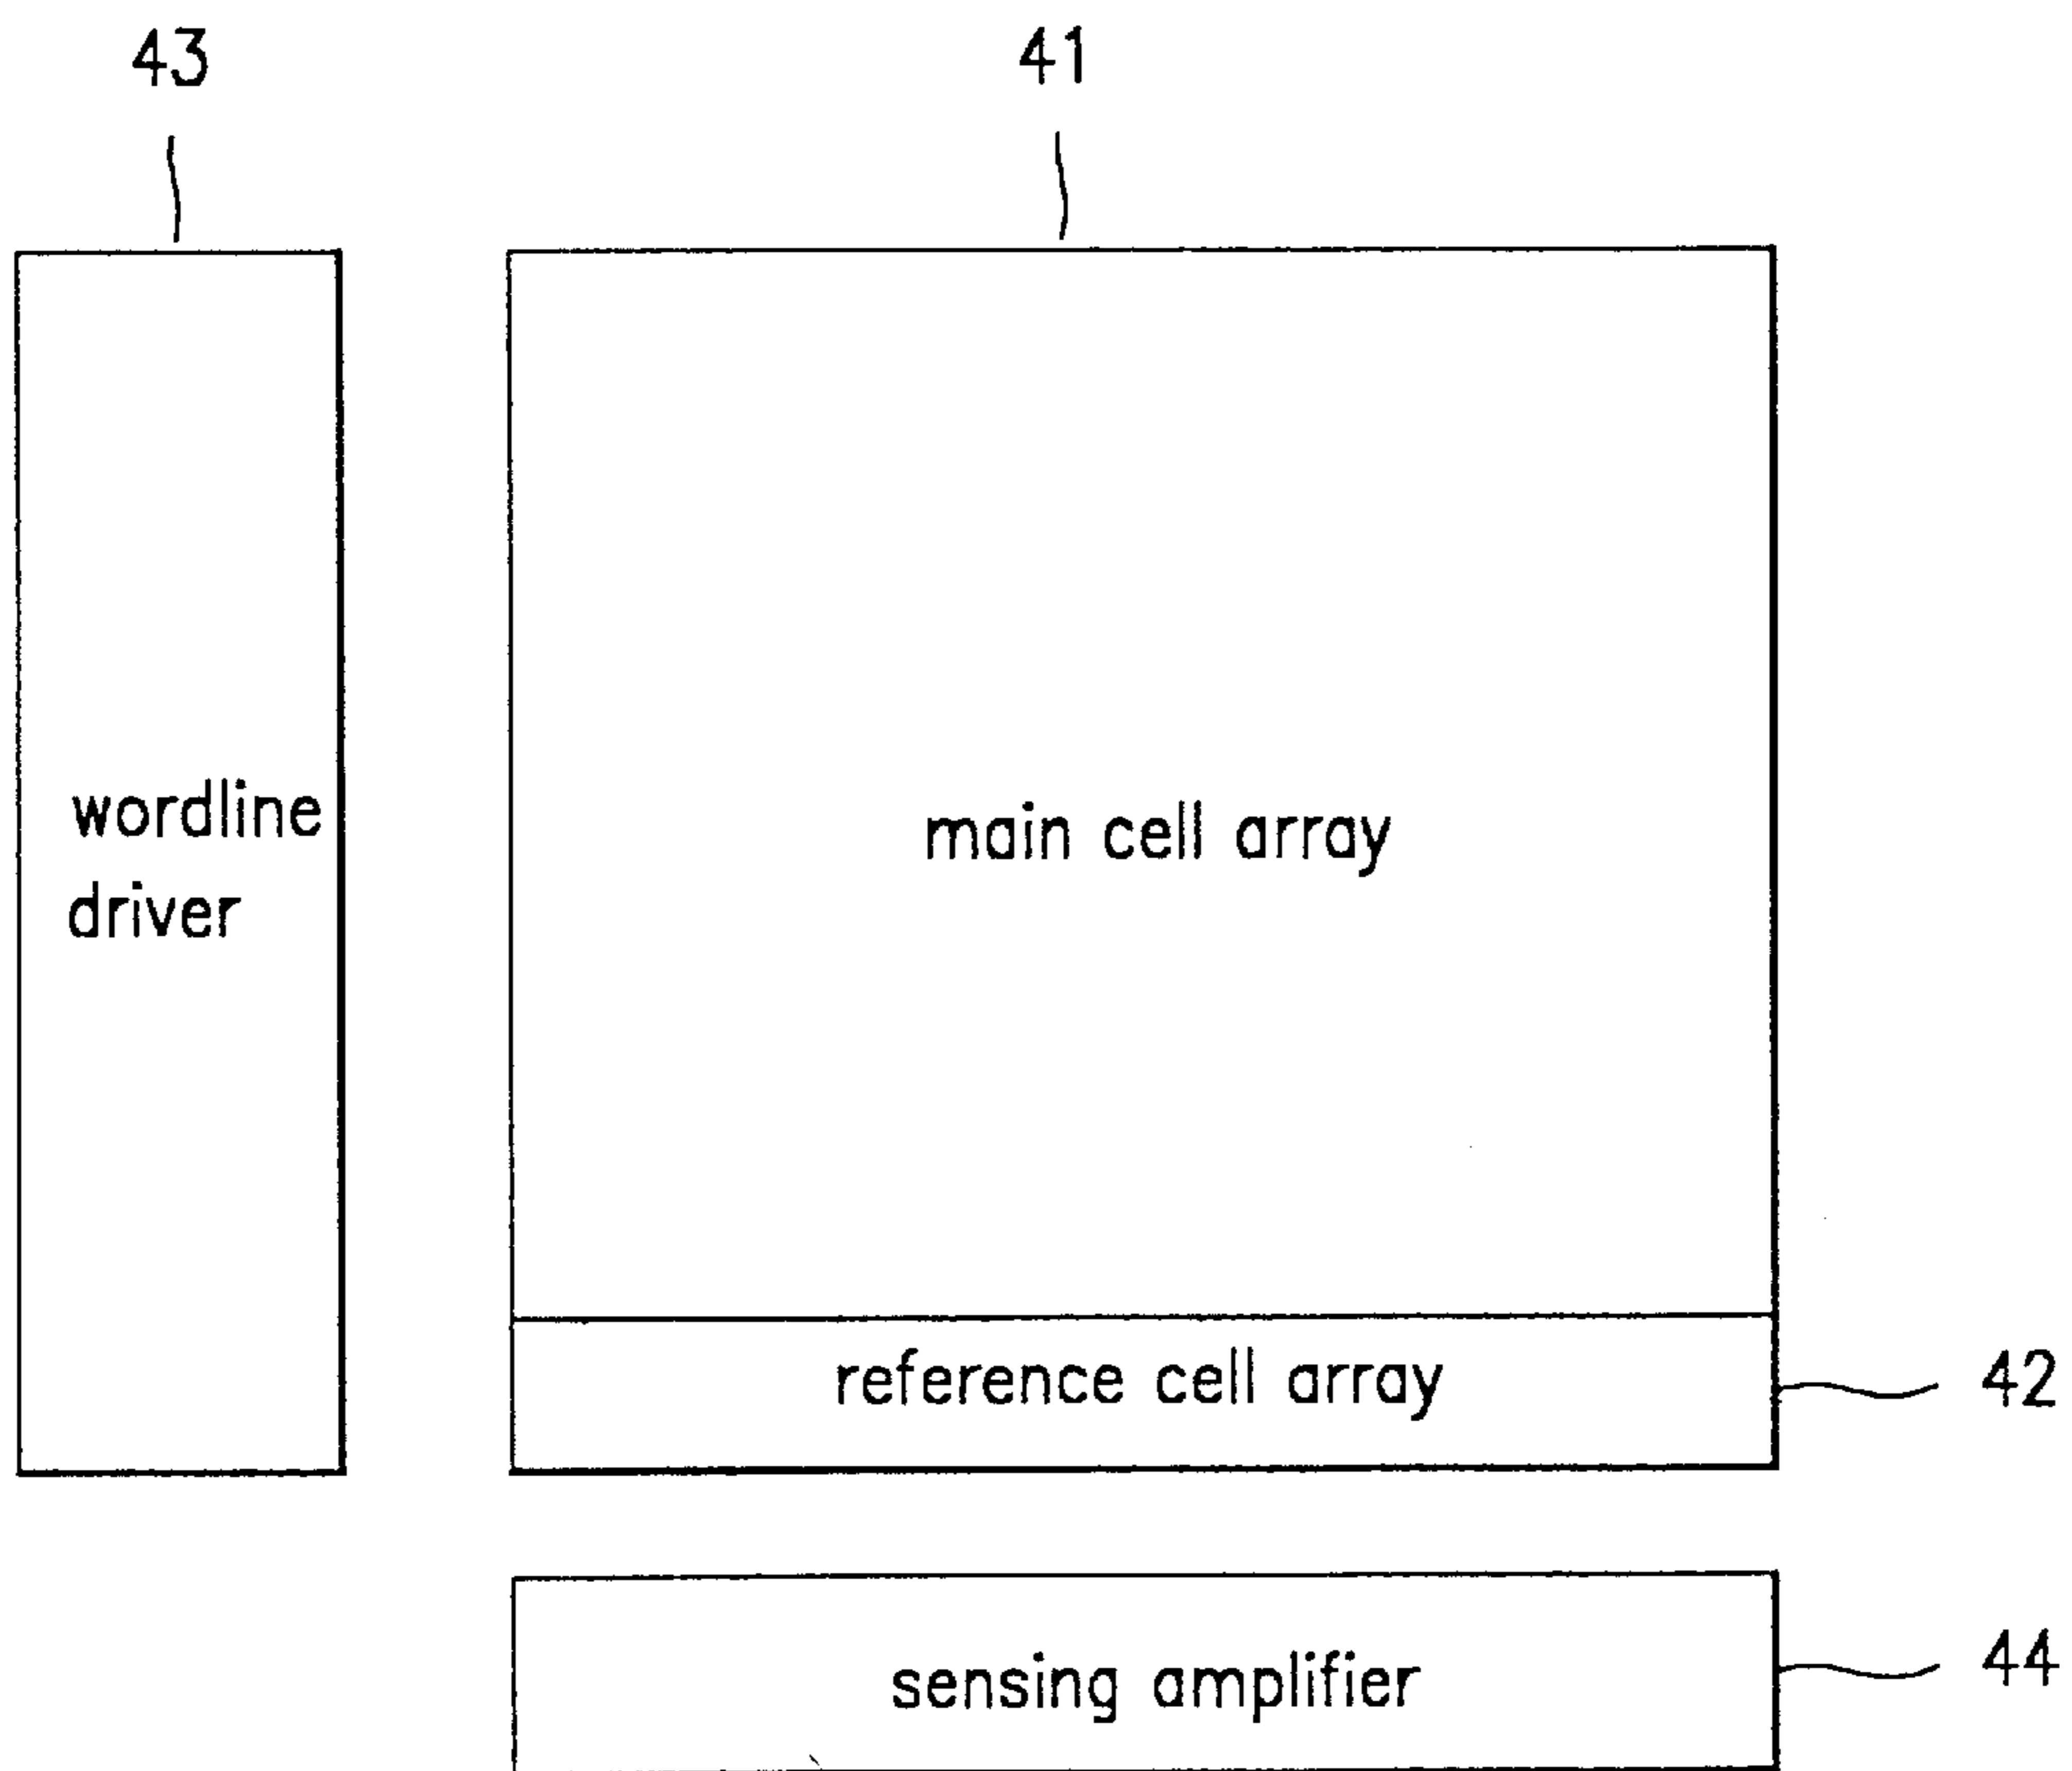 43
41
wordline
driver
main cell array
reference cell array
42
sensing amplifier
44